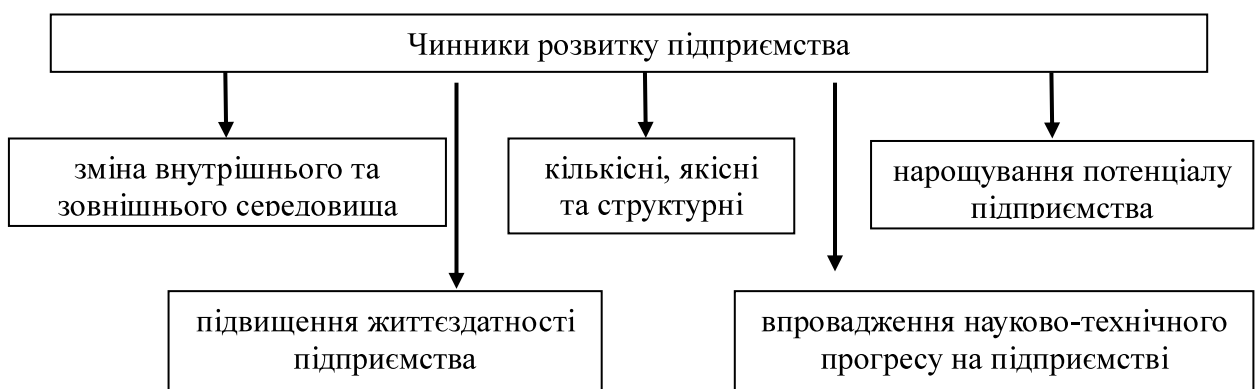 Чинники розвитку підприємства
зміна внутрішнього та
зовнішнього середовища
кількісні, якісні
та структурні
нарощування потенціалу
підприємства
підвищення життєздатності
підприємства
впровадження науково-технічного
прогресу на підприємстві